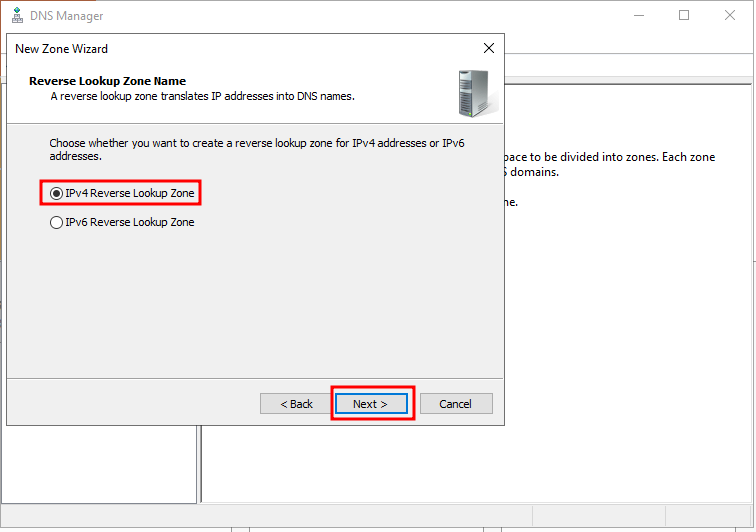 DNS Manager
New Zone Wizard
Reverse Lookup Zone Name
A reverse lookup zone translates IP addresses into DNS names.
Choose whether you want to create a reverse lookup zone for IPv4 addresses or IPv6
addresses.
IPv4 Reverse Lookup Zone
IPv6 Reverse Lookup Zone
< Back
Next >
Cancel
pace to be divided into zones. Each zone
S domains.
ne.